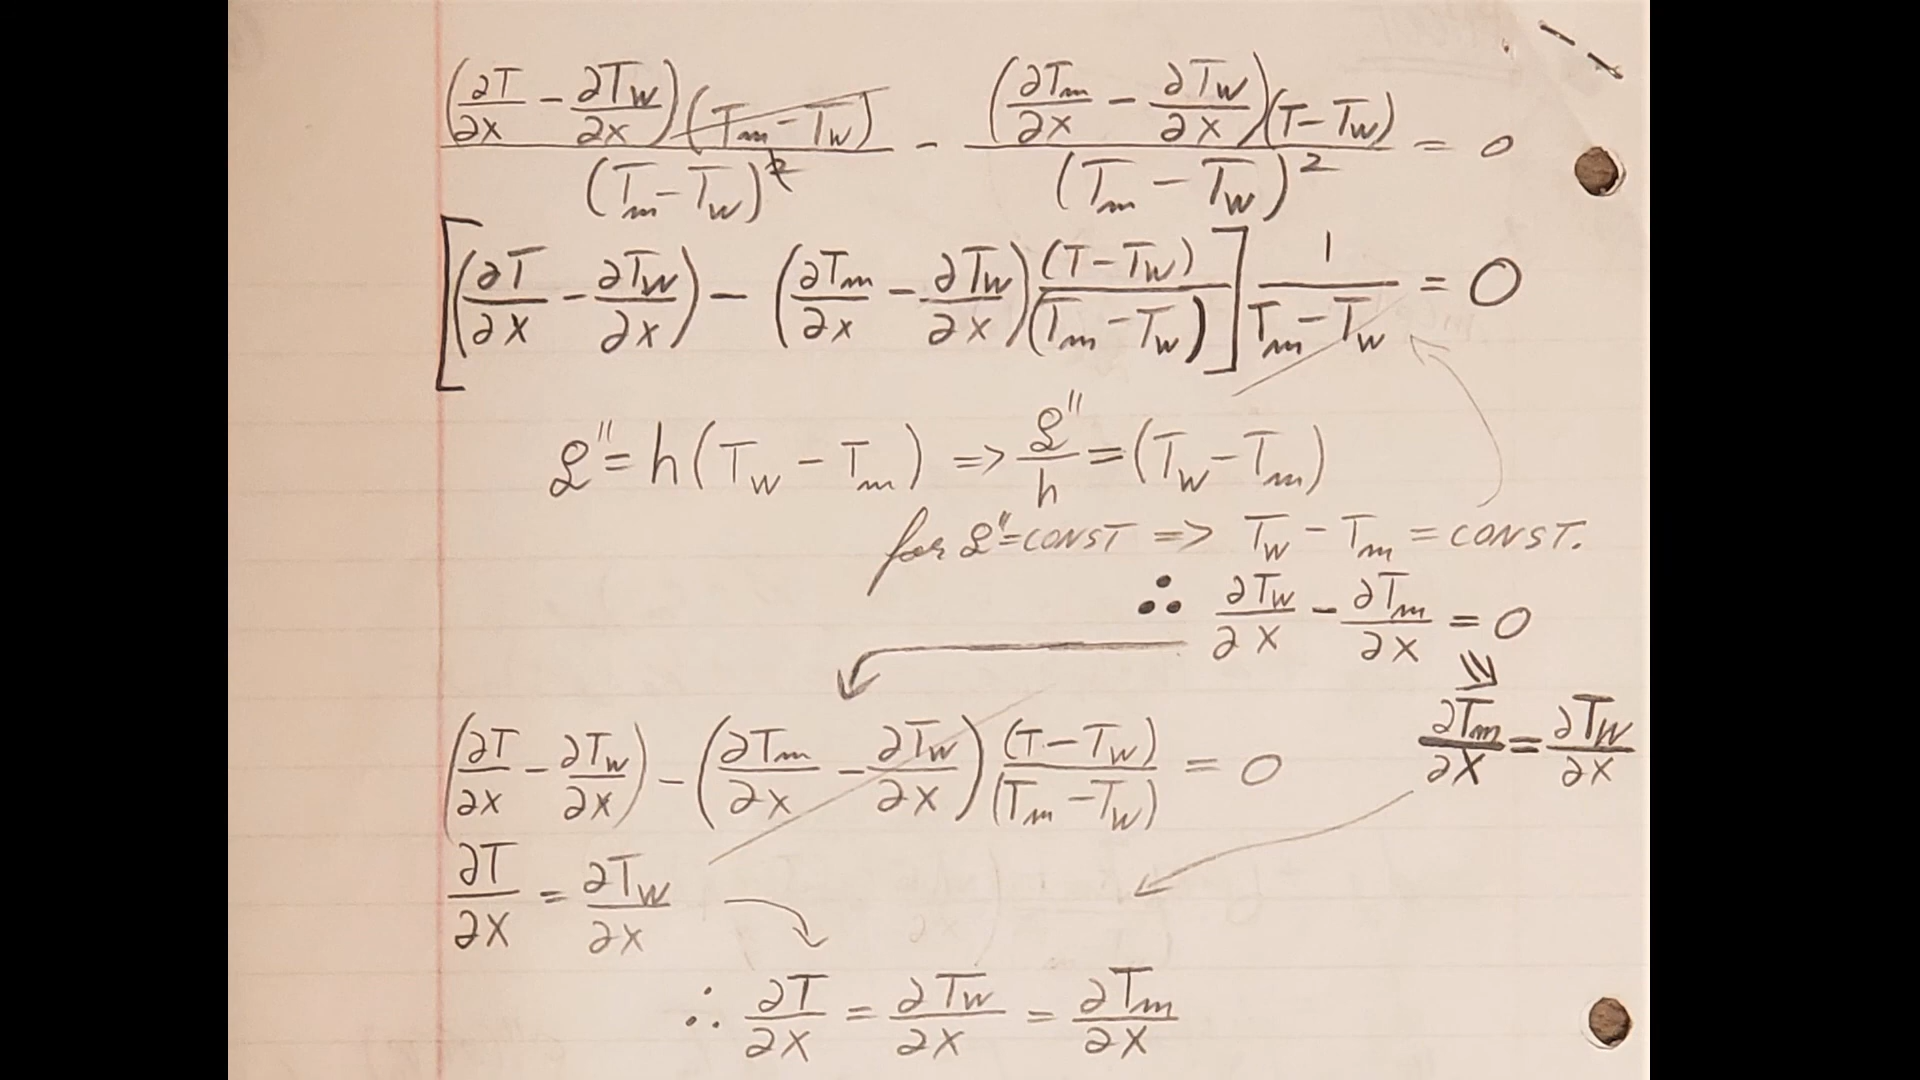 (∂T/∂x − ∂Tw/∂x)(Tm − Tw)/(Tm − Tw)² − (∂Tm/∂x − ∂Tw/∂x)(T − Tw)/(Tm − Tw)² = 0
[(∂T/∂x − ∂Tw/∂x) − (∂Tm/∂x − ∂Tw/∂x)(T − Tw)/(Tm − Tw)] 1/(Tm − Tw) = 0
q" = h(Tw − Tm) => q"/h = (Tw − Tm)
for q" = CONST => Tw − Tm = CONST.
∴ ∂Tw/∂x − ∂Tm/∂x = 0
⇒ ∂Tm/∂x = ∂Tw/∂x
(∂T/∂x − ∂Tw/∂x) − (∂Tm/∂x − ∂Tw/∂x)(T − Tw)/(Tm − Tw) = 0
∂T/∂x = ∂Tw/∂x
∴ ∂T/∂x = ∂Tw/∂x = ∂Tm/∂x